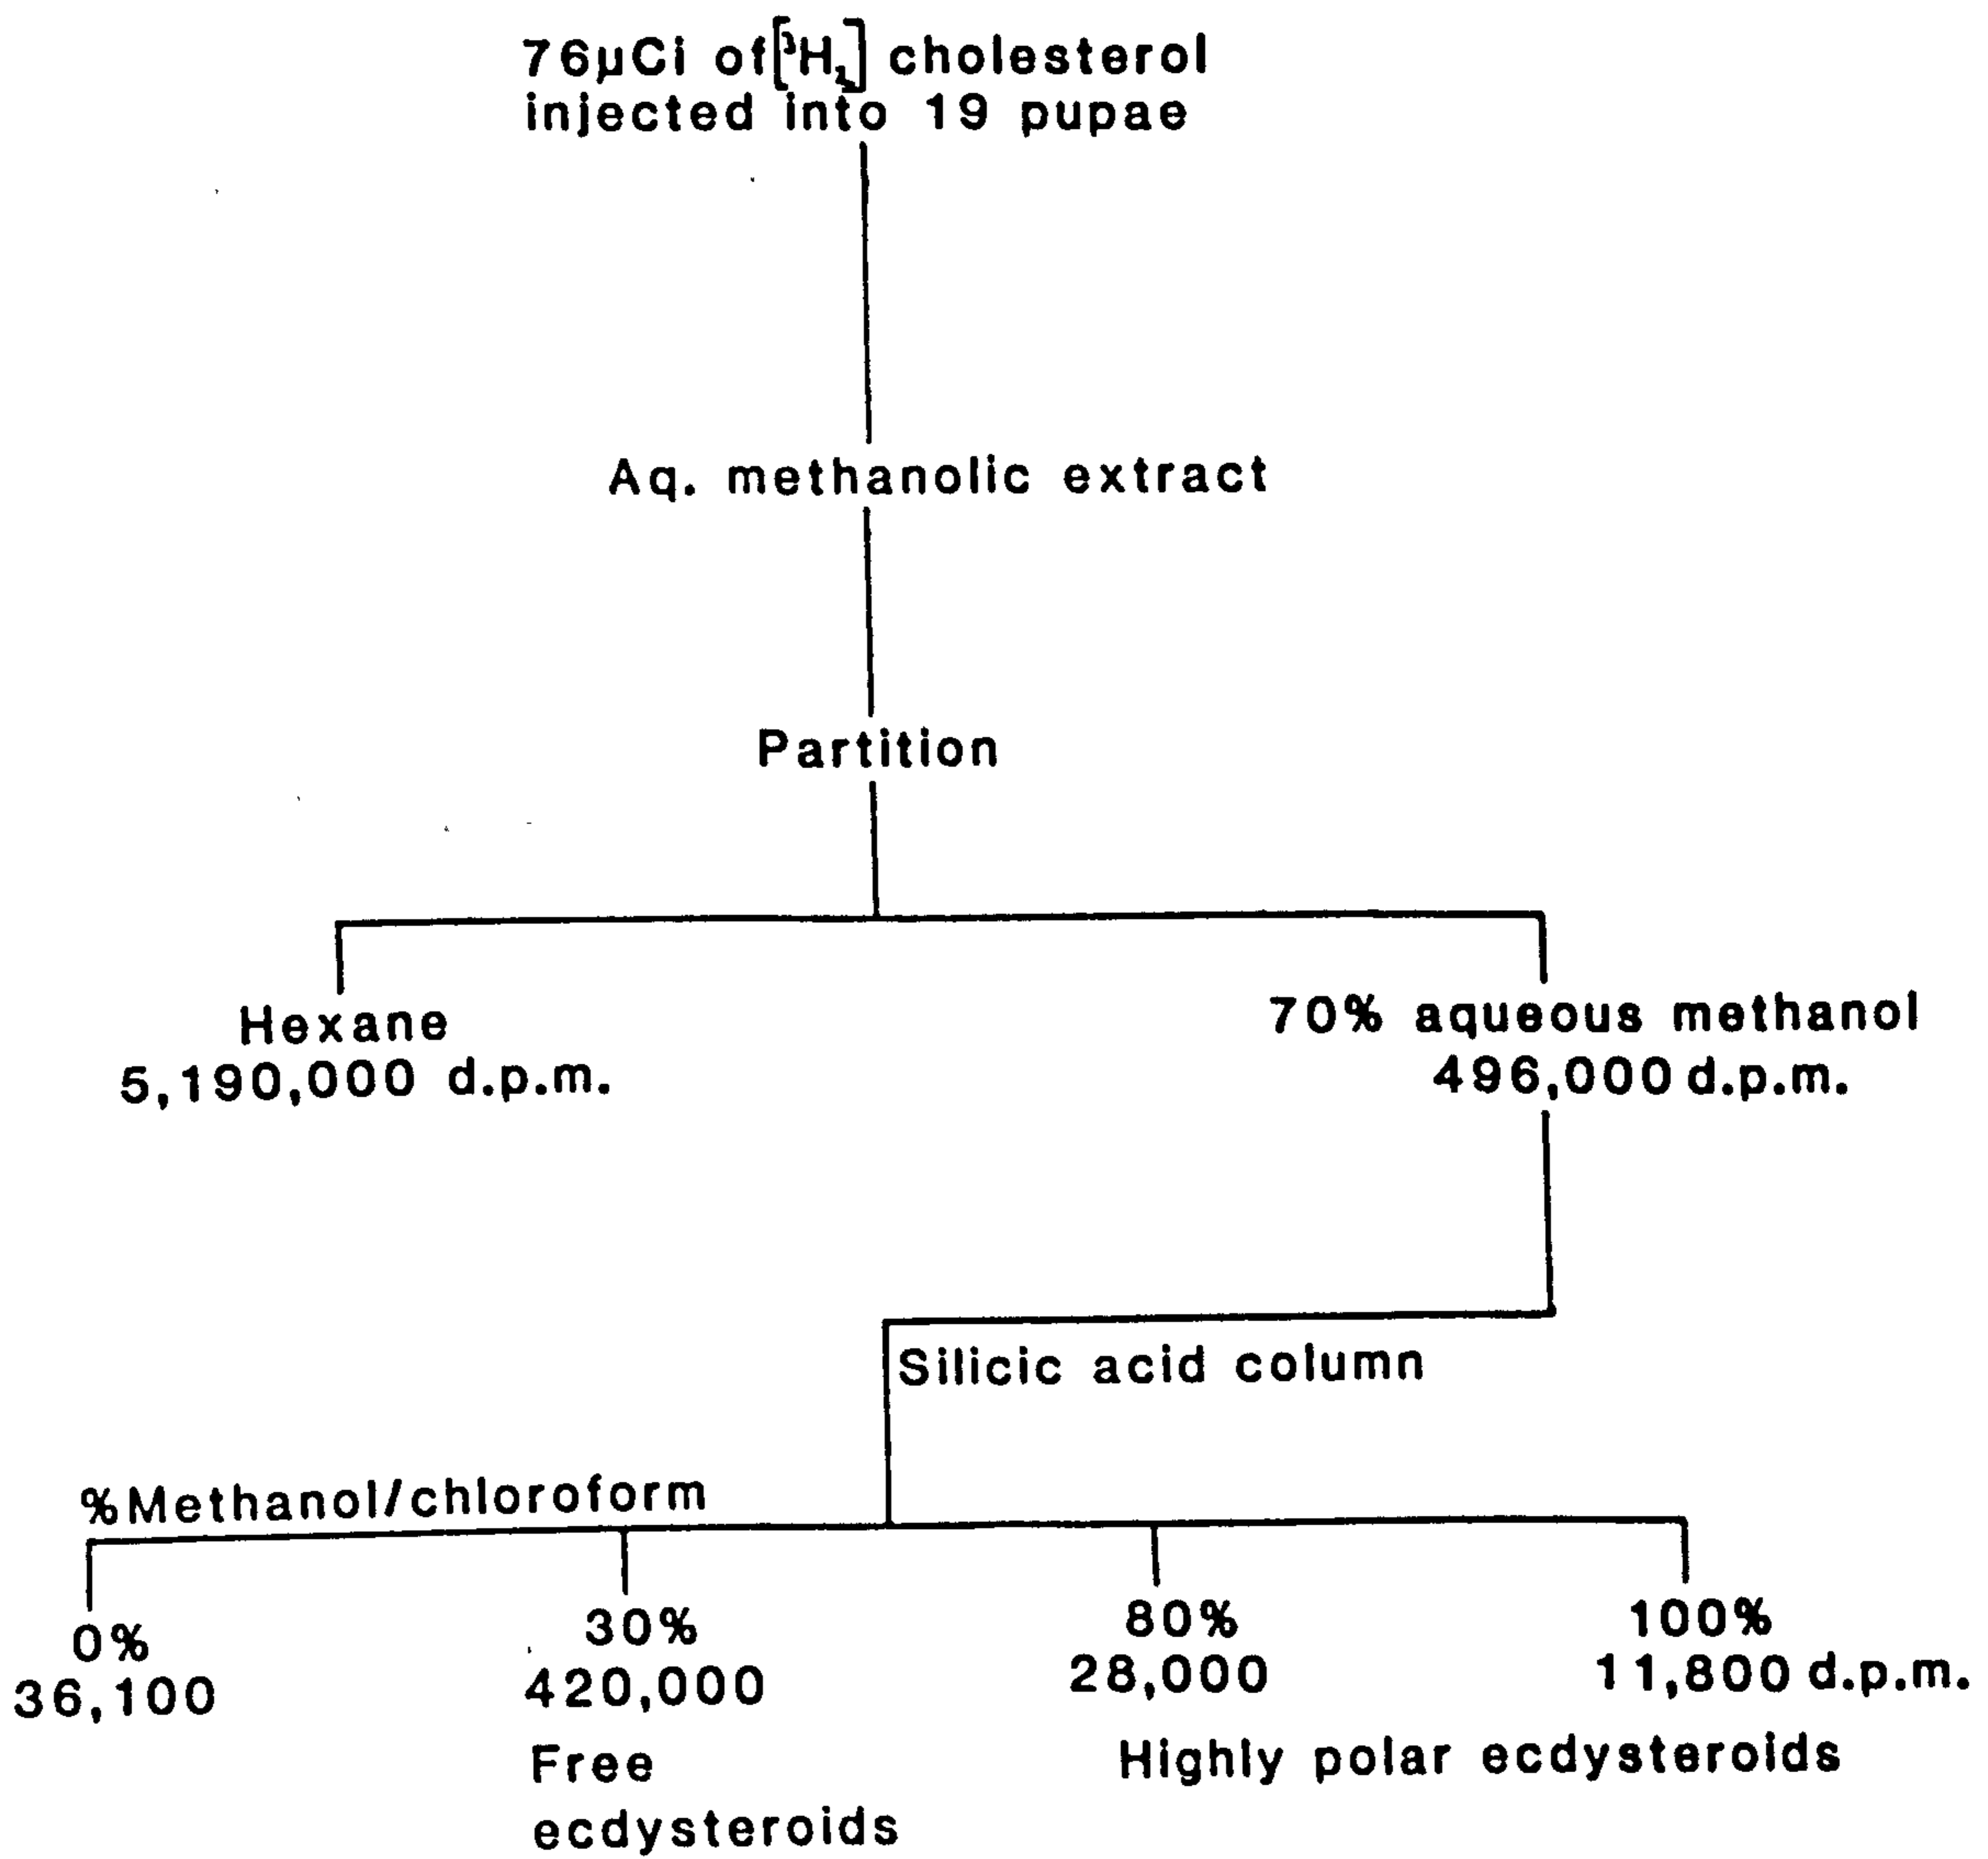 76µCi of [³H₂] cholesterol
injected into 19 pupae
Aq. methanolic extract
Partition
Hexane
5,190,000 d.p.m.
70% aqueous methanol
496,000 d.p.m.
Silicic acid column
%Methanol/chloroform
0%
36,100
30%
420,000
Free
ecdysteroids
80%
28,000
100%
11,800 d.p.m.
Highly polar ecdysteroids